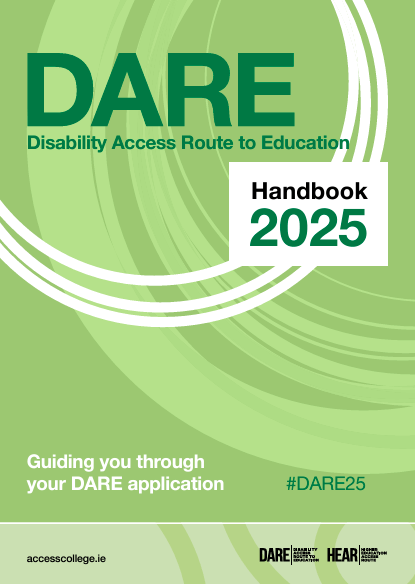 DARE
Disability Access Route to Education
Handbook
2025
Guiding you through
your DARE application
#DARE25
accesscollege.ie
DARE
DISABILITY
ACCESS
ROUTE TO
EDUCATION
HEAR
HIGHER
EDUCATION
ACCESS
ROUTE